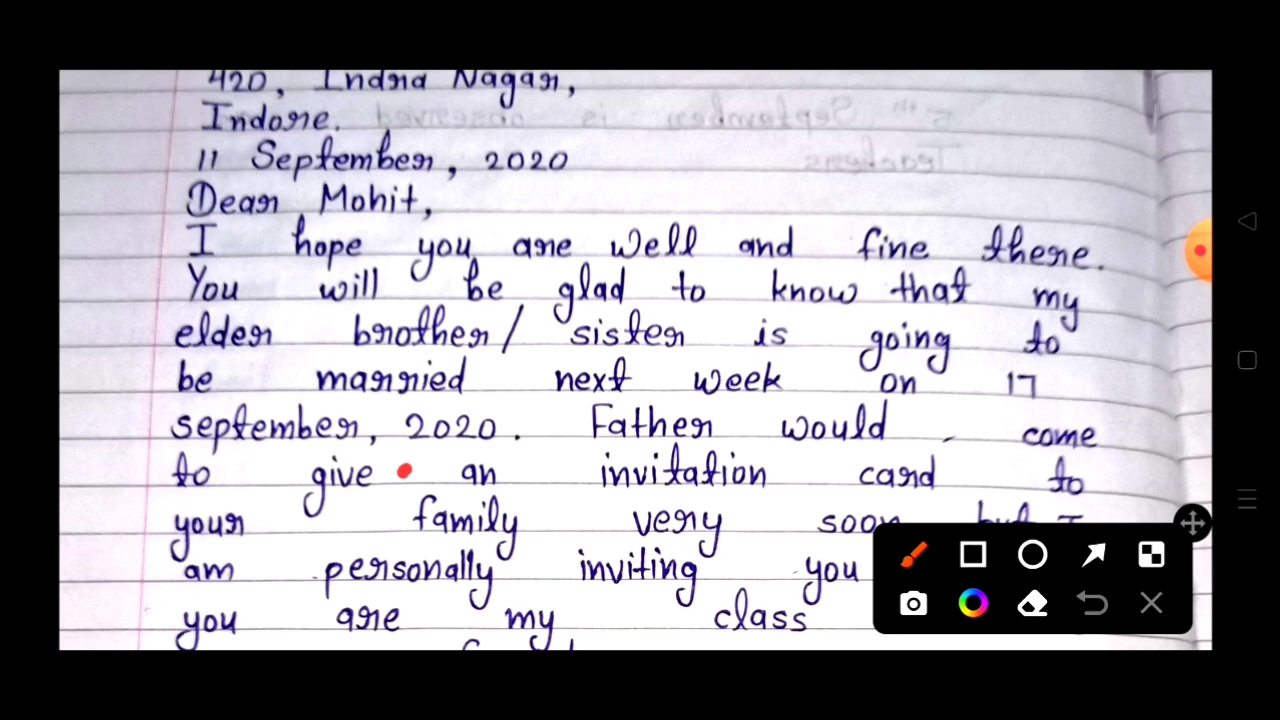 420, Indra Nagar,
Indore.
11 September, 2020
Dear Mohit,
I hope you are well and fine there.
You will be glad to know that my
elder brother/ sister is going to
be married next week on 17
september, 2020. Father would come
to give an invitation card to
your family very soon but I
am personally inviting you
you are my class